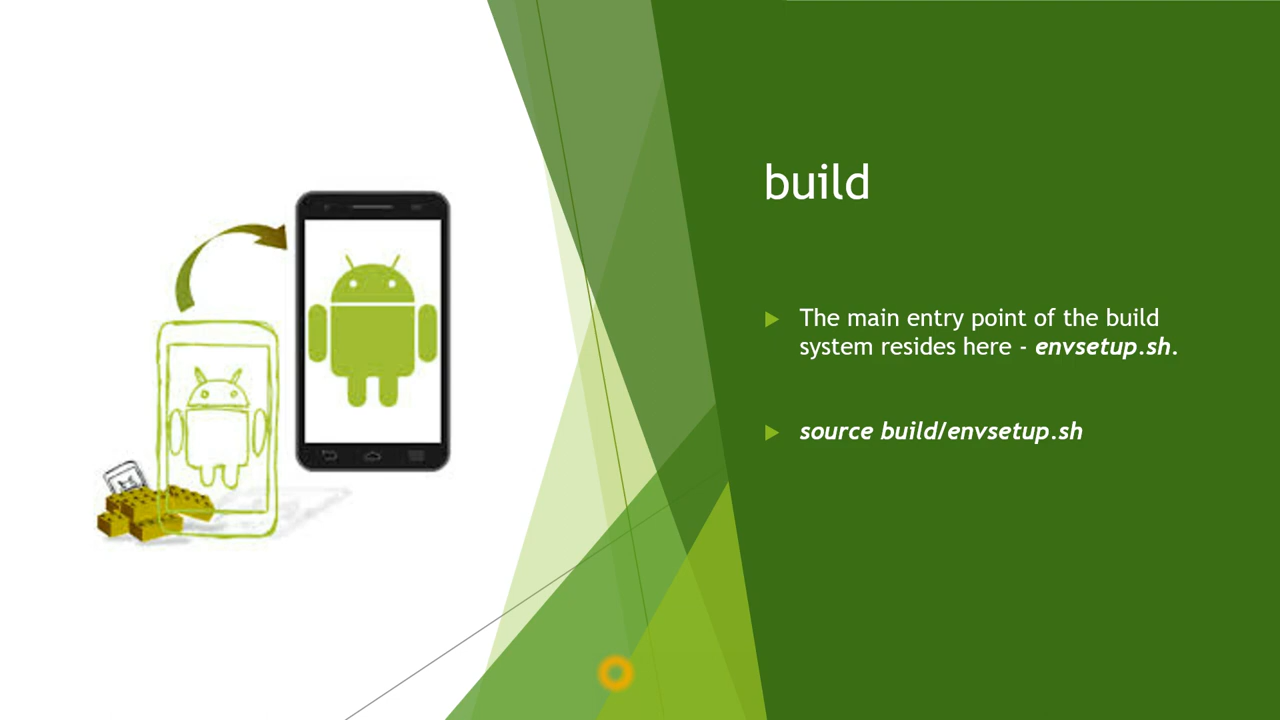 build
The main entry point of the build
system resides here - envsetup.sh.
source build/envsetup.sh